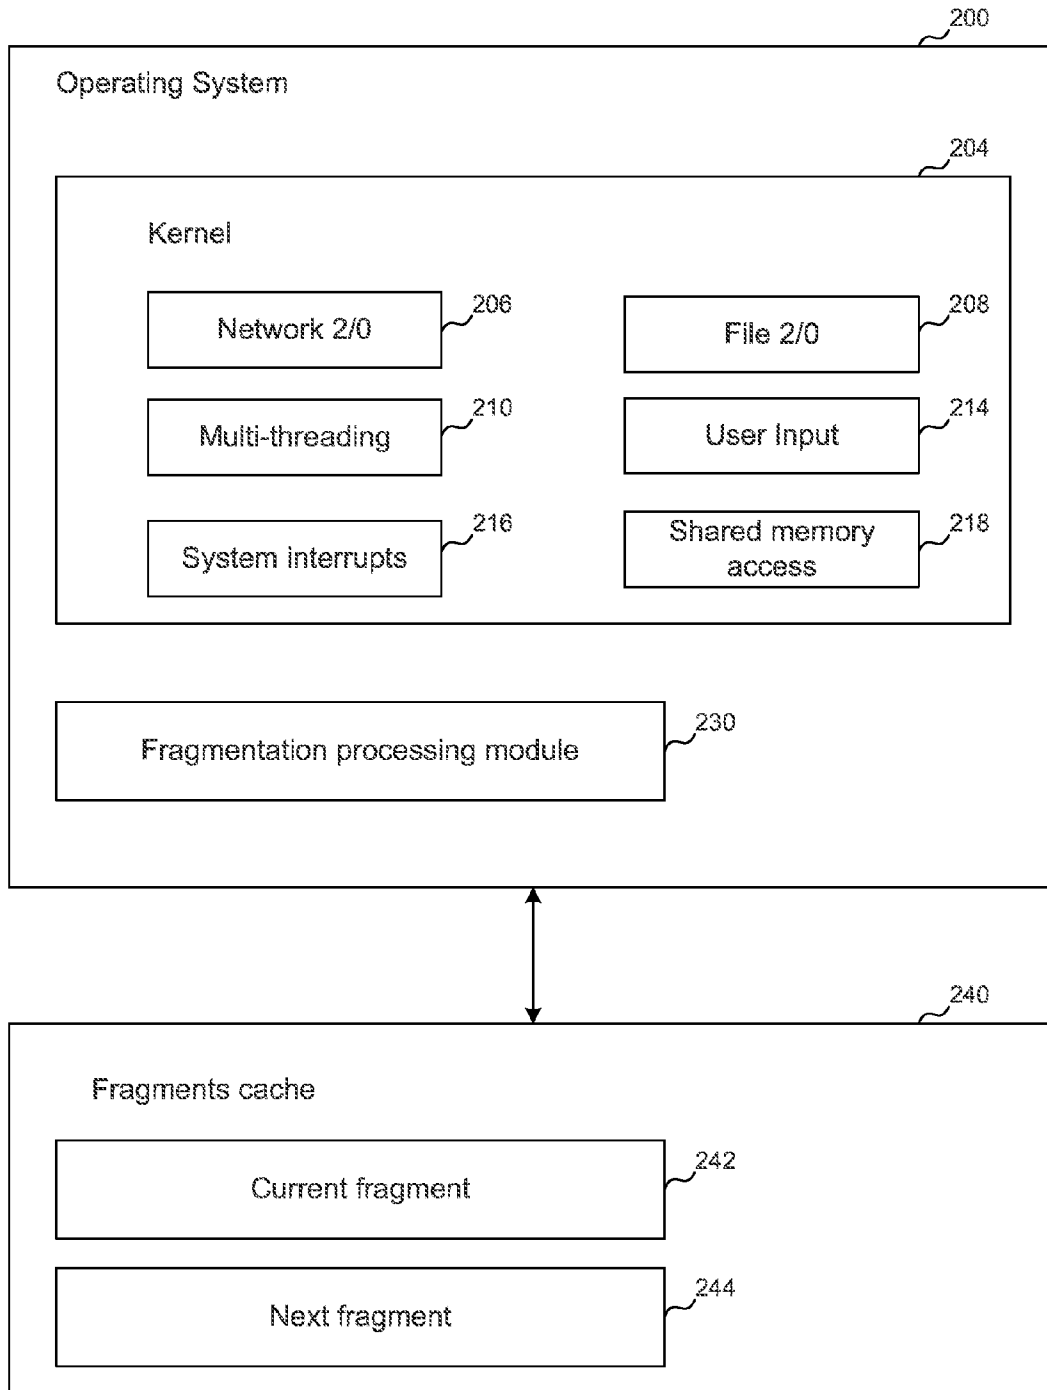 200
Operating System
204
Kernel
Network 2/0
206
File 2/0
208
Multi-threading
210
User Input
214
System interrupts
216
Shared memory
access
218
Fragmentation processing module
230
240
Fragments cache
Current fragment
242
Next fragment
244